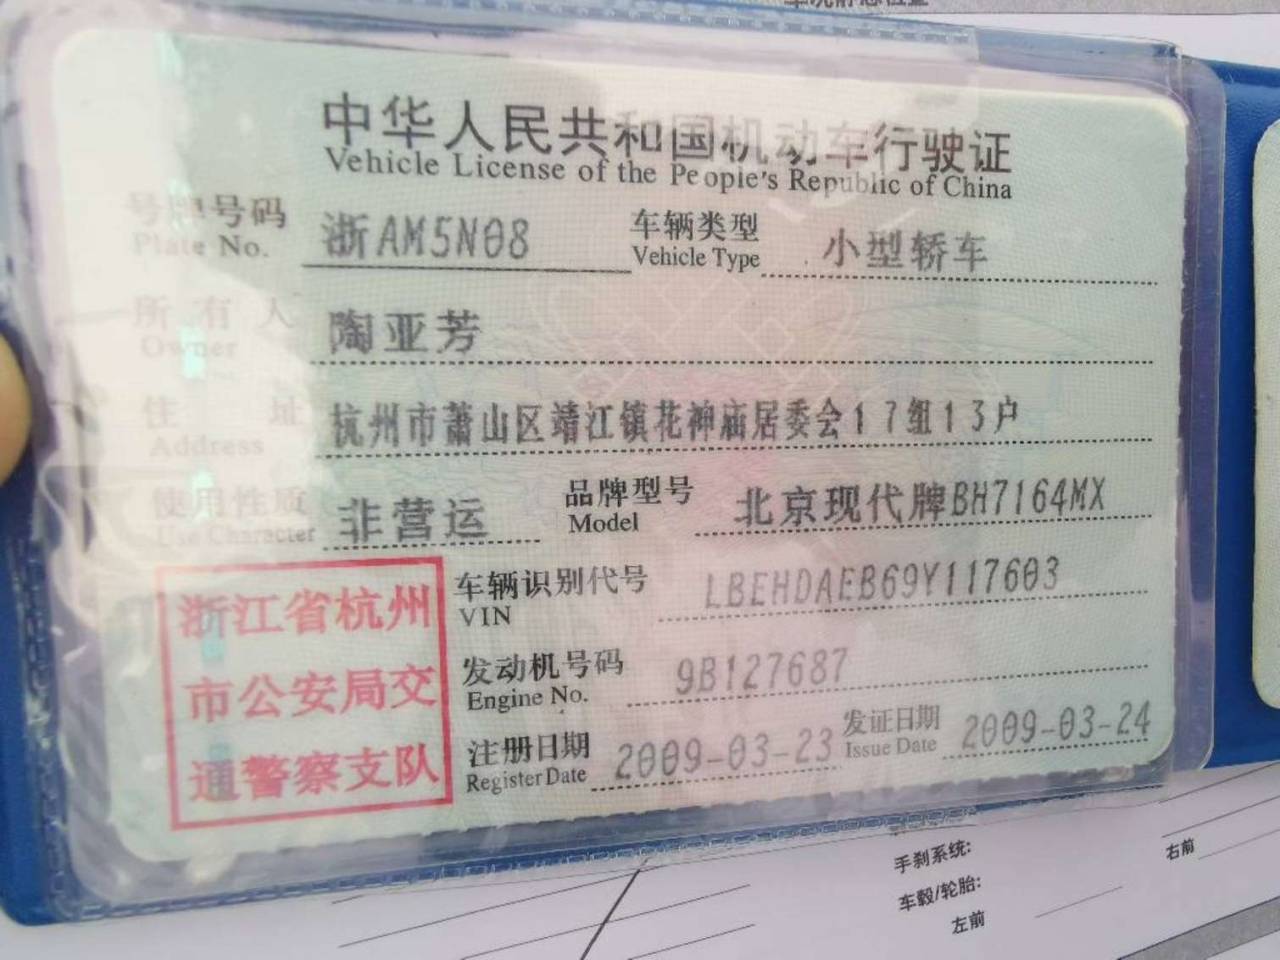 中华人民共和国机动车行驶证
Vehicle License of the People's Republic of China
号牌号码 浙AM5N08 车辆类型 小型轿车
Plate No. Vehicle Type
所有人 陶亚芳
Owner
住址 杭州市萧山区靖江镇花神庙居委会17组13户
Address
使用性质 非营运 品牌型号 北京现代牌BH7164MX
Use Character Model
浙江省杭州
市公安局交
通警察支队
车辆识别代号 LBEHDAEB69Y117603
VIN
发动机号码 9B127687
Engine No.
注册日期 2009-03-23 发证日期 2009-03-24
Register Date Issue Date
手刹系统:
车毂/轮胎:
左前
右前